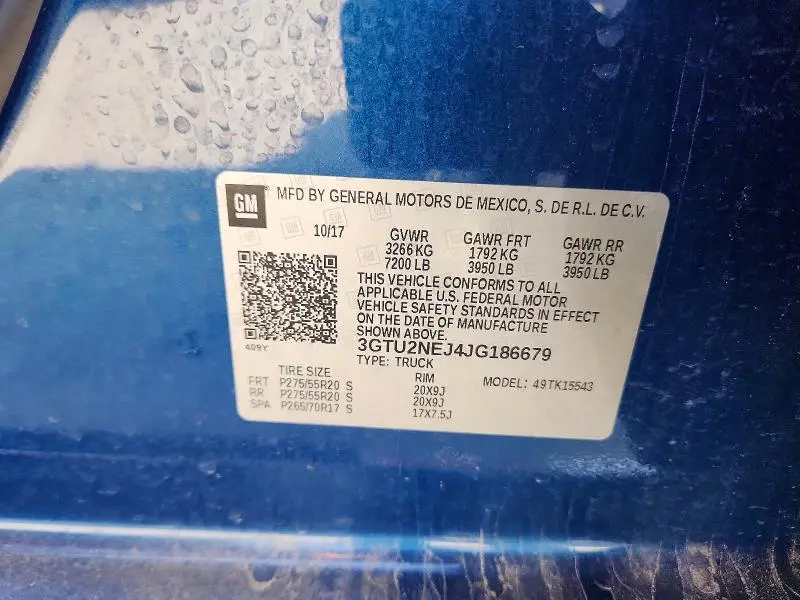 GM MFD BY GENERAL MOTORS DE MEXICO, S. DE R.L. DE C.V.
10/17 GVWR GAWR FRT GAWR RR
3266 KG 1792 KG 1792 KG
7200 LB 3950 LB 3950 LB
THIS VEHICLE CONFORMS TO ALL
APPLICABLE U.S. FEDERAL MOTOR
VEHICLE SAFETY STANDARDS IN EFFECT
ON THE DATE OF MANUFACTURE
SHOWN ABOVE.
409Y
3GTU2NEJ4JG186679
TYPE: TRUCK
TIRE SIZE RIM MODEL: 49TK15543
FRT P275/55R20 S 20X9J
RR P275/55R20 S 20X9J
SPA P265/70R17 S 17X7.5J